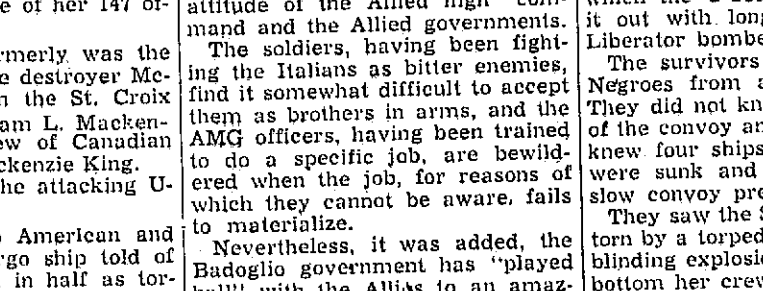 e of her 147 of-
rmerly was the
e destroyer Mc-
n the St. Croix
am L. Macken-
ew of Canadian
ckenzie King.
he attacking U-
American and
rgo ship told of
in half as tor-
attitude of the Allied high com-
mand and the Allied governments.
The soldiers, having been fight-
ing the Italians as bitter enemies,
find it somewhat difficult to accept
them as brothers in arms, and the
AMG officers, having been trained
to do a specific job, are bewild-
ered when the job, for reasons of
which they cannot be aware, fails
to materialize.
Nevertheless, it was added, the
Badoglio government has "played
ball" with the Allies to an amaz-
it out with long
Liberator bombe
The survivors
Negroes from a
They did not kn
of the convoy an
knew four ships
were sunk and
slow convoy pre
They saw the S
torn by a torped
blinding explosio
bottom her crew